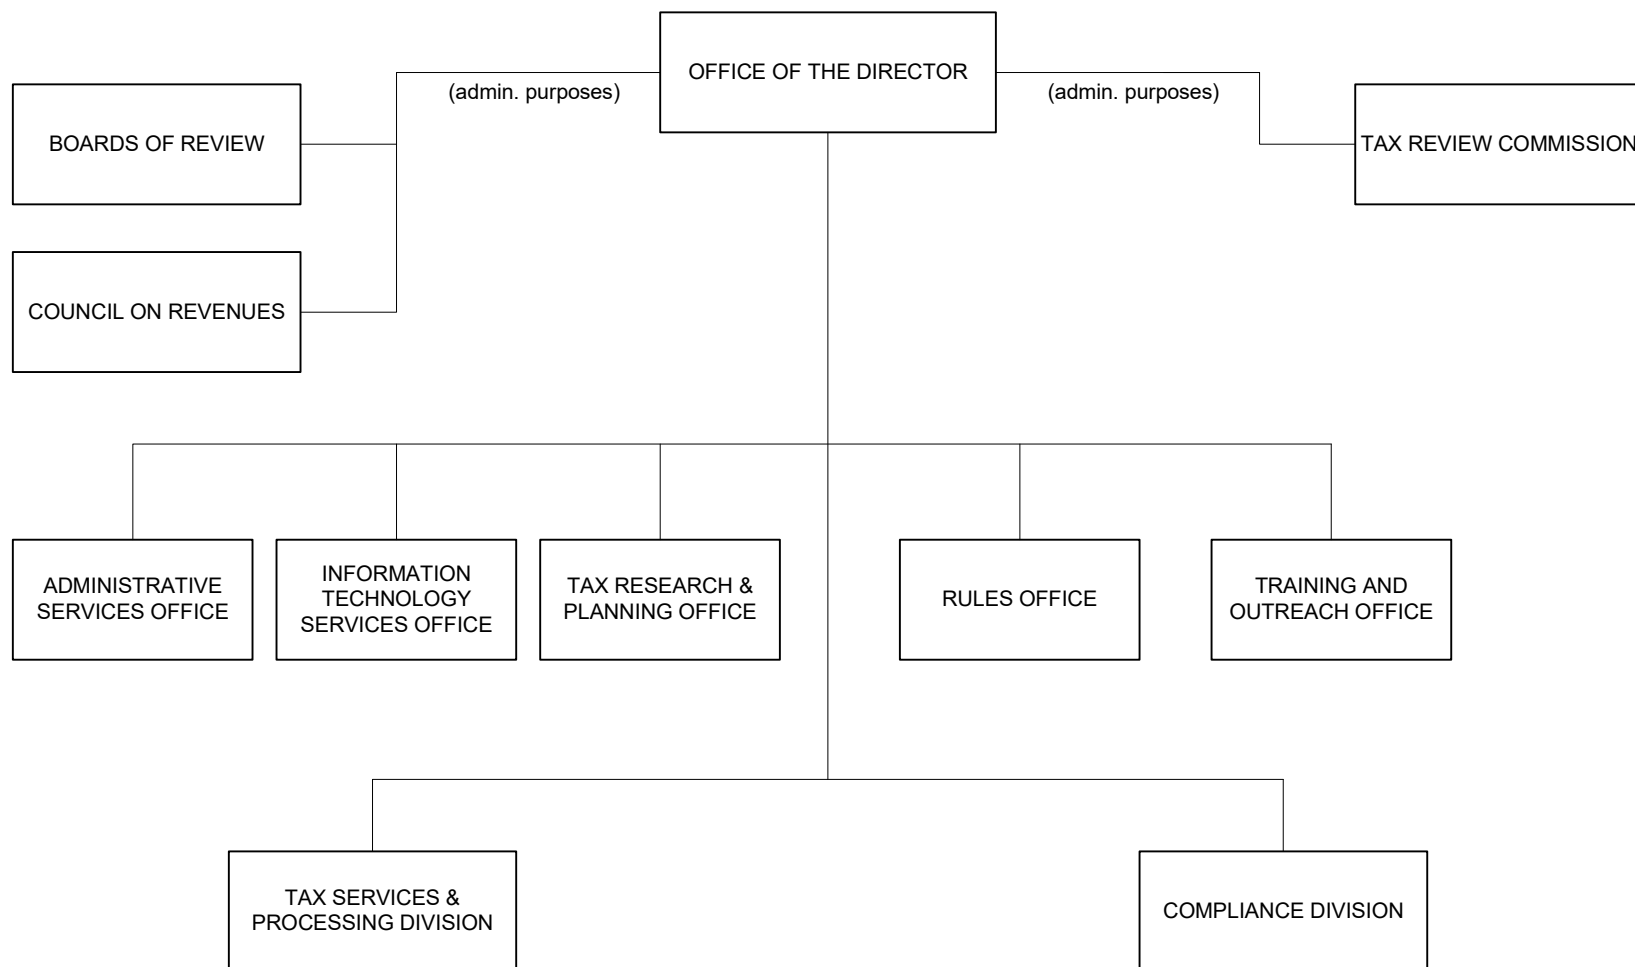 OFFICE OF THE DIRECTOR
(admin. purposes)
(admin. purposes)
BOARDS OF REVIEW
TAX REVIEW COMMISSION
COUNCIL ON REVENUES
ADMINISTRATIVE
SERVICES OFFICE
INFORMATION
TECHNOLOGY
SERVICES OFFICE
TAX RESEARCH &
PLANNING OFFICE
RULES OFFICE
TRAINING AND
OUTREACH OFFICE
TAX SERVICES &
PROCESSING DIVISION
COMPLIANCE DIVISION